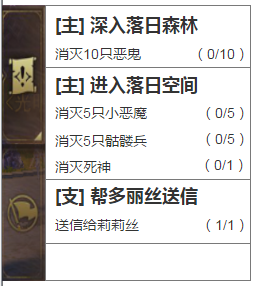 [主] 深入落日森林
消灭10只恶鬼 （0/10）
[主] 进入落日空间
消灭5只小恶魔 （0/5）
消灭5只骷髅兵 （0/5）
消灭死神 （0/1）
[支] 帮多丽丝送信
送信给莉莉丝 （1/1）